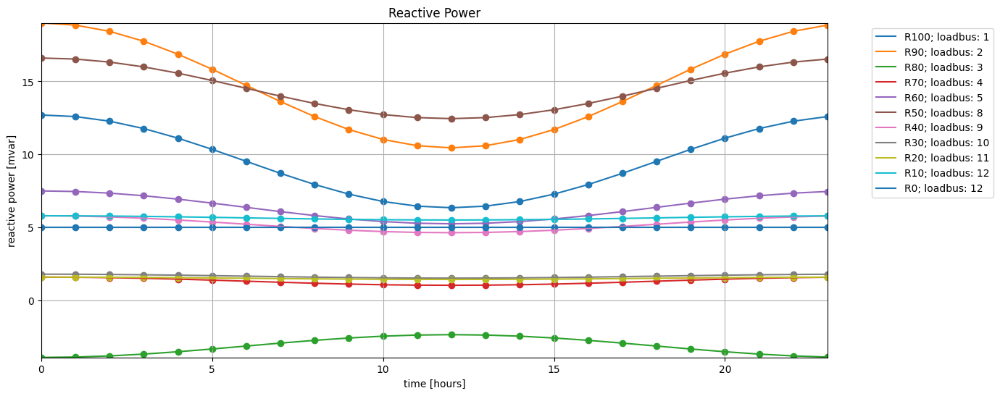 Reactive Power
reactive power [mvar]
15
10
5
0
0
5
10
15
20
time [hours]
R100; loadbus: 1
R90; loadbus: 2
R80; loadbus: 3
R70; loadbus: 4
R60; loadbus: 5
R50; loadbus: 8
R40; loadbus: 9
R30; loadbus: 10
R20; loadbus: 11
R10; loadbus: 12
R0; loadbus: 12